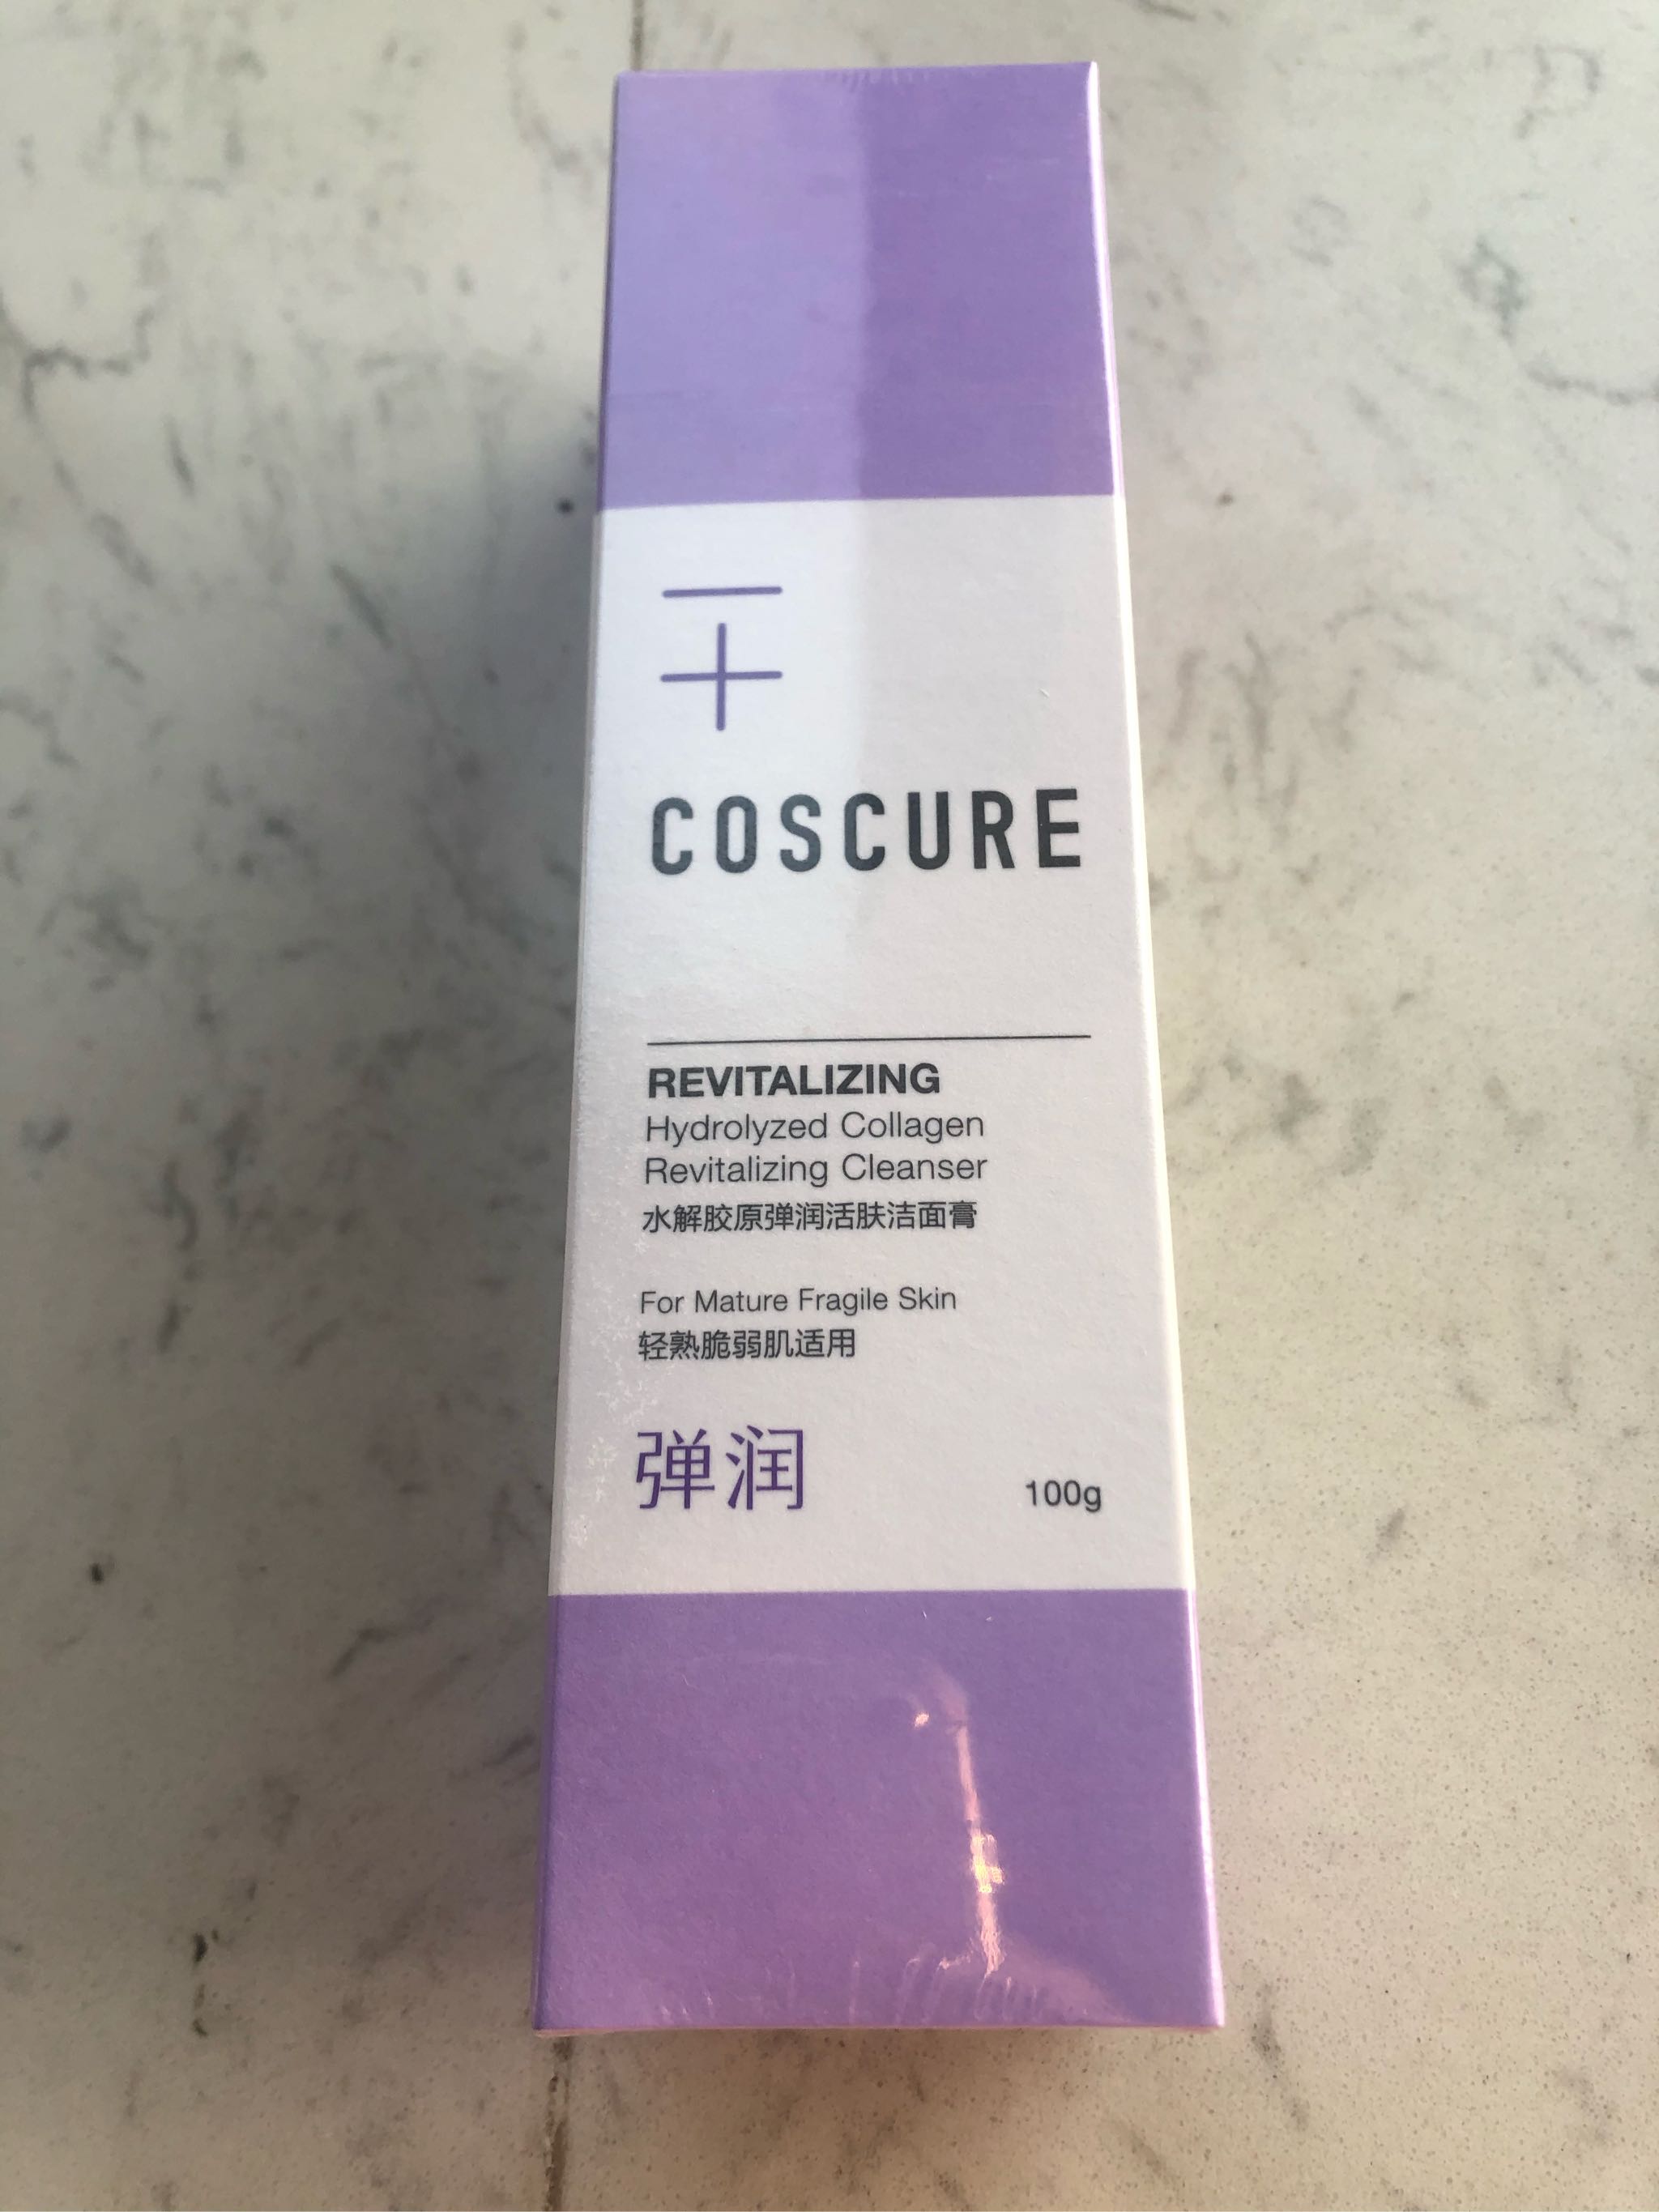 COSCURE
REVITALIZING
Hydrolyzed Collagen
Revitalizing Cleanser
水解胶原弹润活肤洁面膏
For Mature Fragile Skin
轻熟脆弱肌适用
弹润
100g